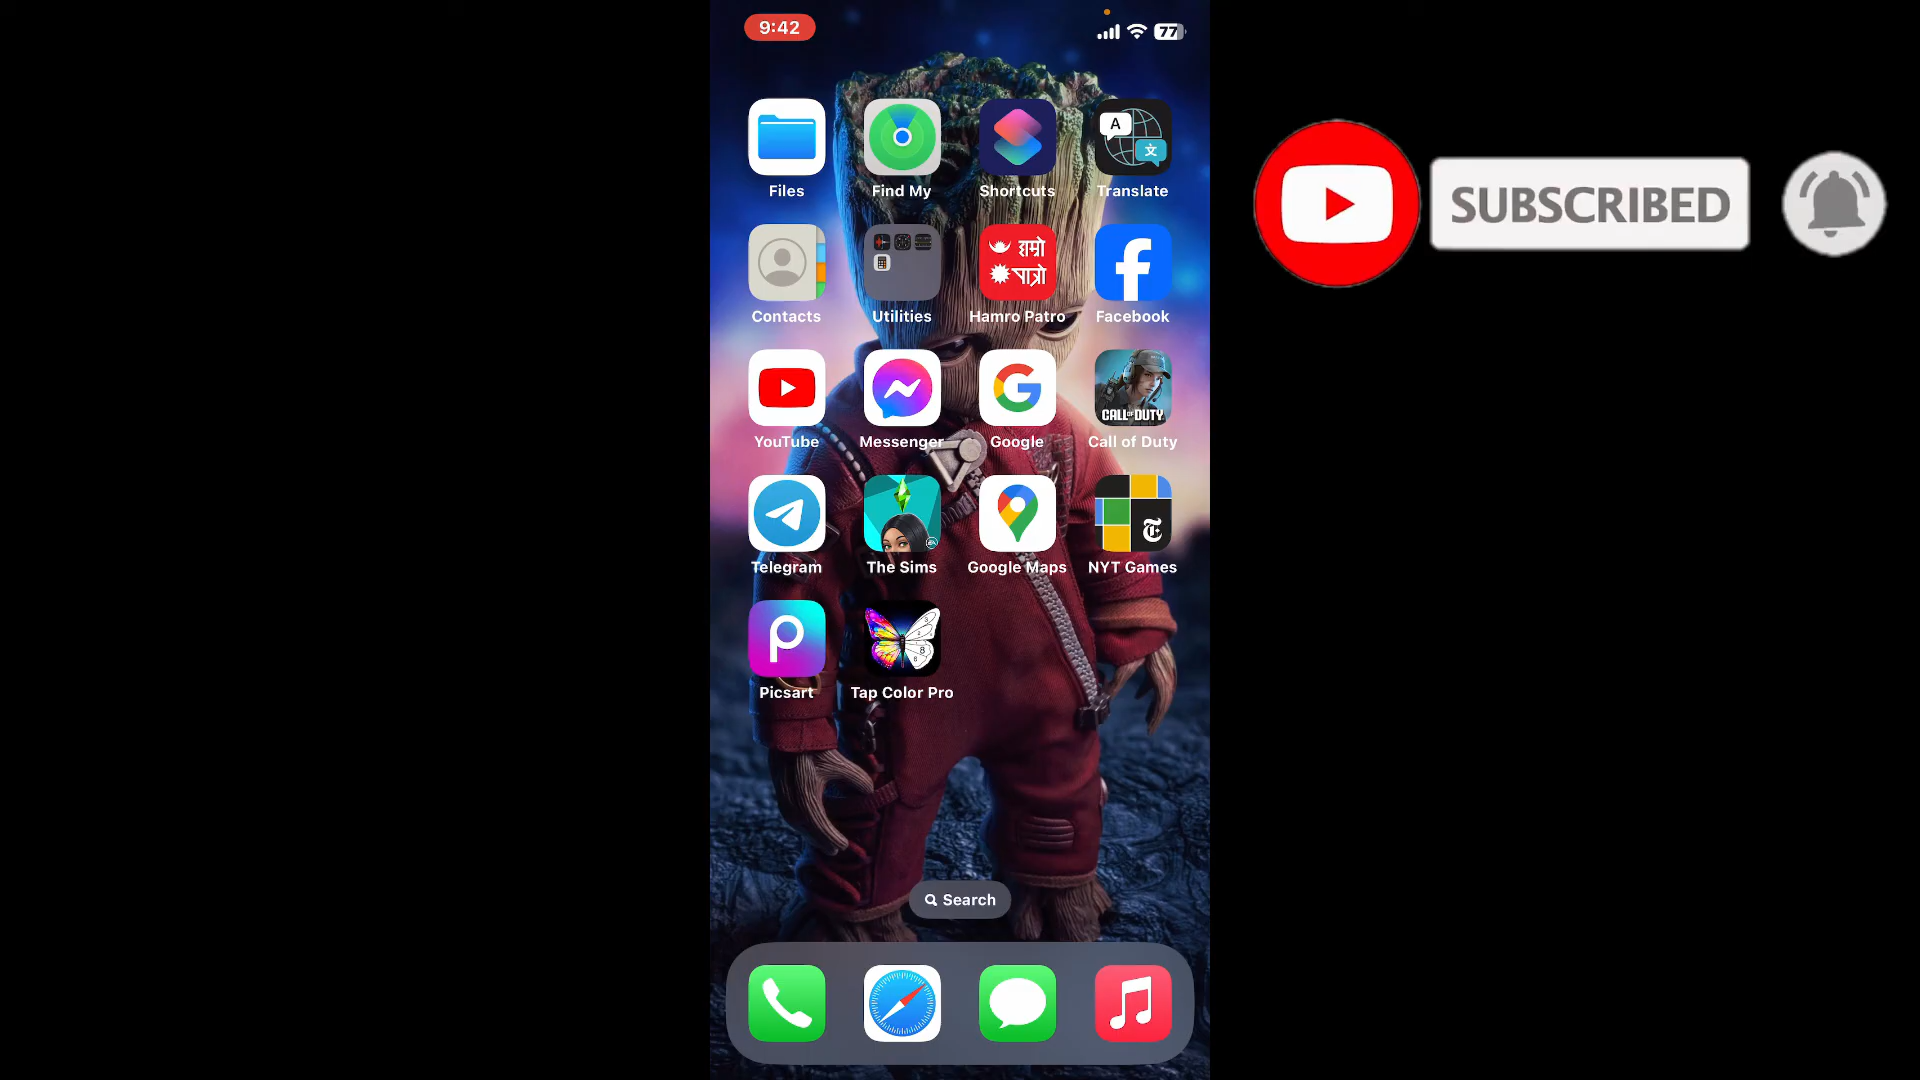 9:42
77
SUBSCRIBED
A
文
Files
Find My
Shortcuts
Translate
हाम्रो
पात्रो
Contacts
Utilities
Hamro Patro
Facebook
CALL OF DUTY
YouTube
Messenger
Google
Call of Duty
Telegram
The Sims
Google Maps
NYT Games
Picsart
Tap Color Pro
Search